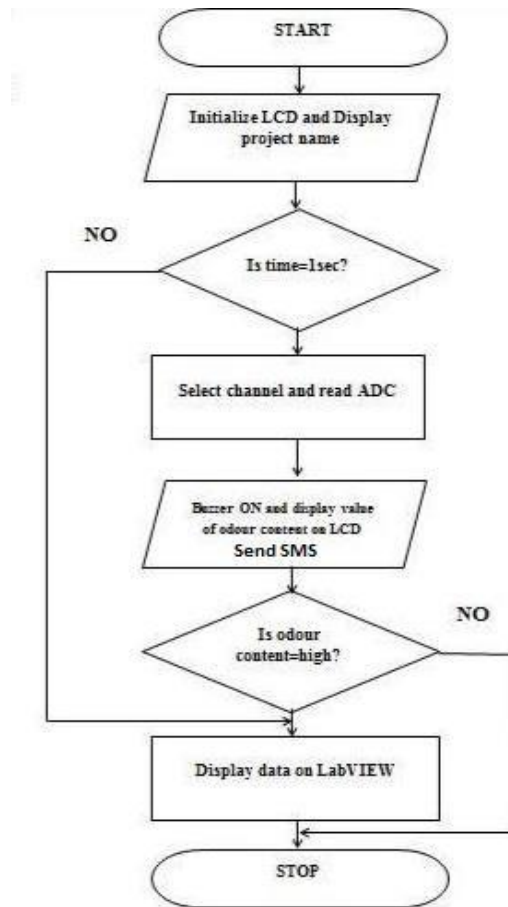 START
Initialize LCD and Display
project name
NO
Is time=1sec?
Select channel and read ADC
Buzzer ON and display value
of odour content on LCD
Send SMS
NO
Is odour
content=high?
Display data on LabVIEW
STOP